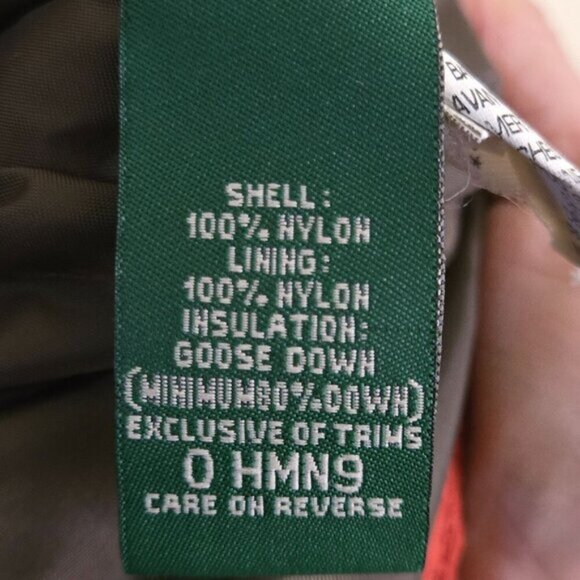 SHELL:
100% NYLON
LINING:
100% NYLON
INSULATION:
GOOSE DOWN
(MINIMUM80%DOWN)
EXCLUSIVE OF TRIMS
0 HMN9
CARE ON REVERSE